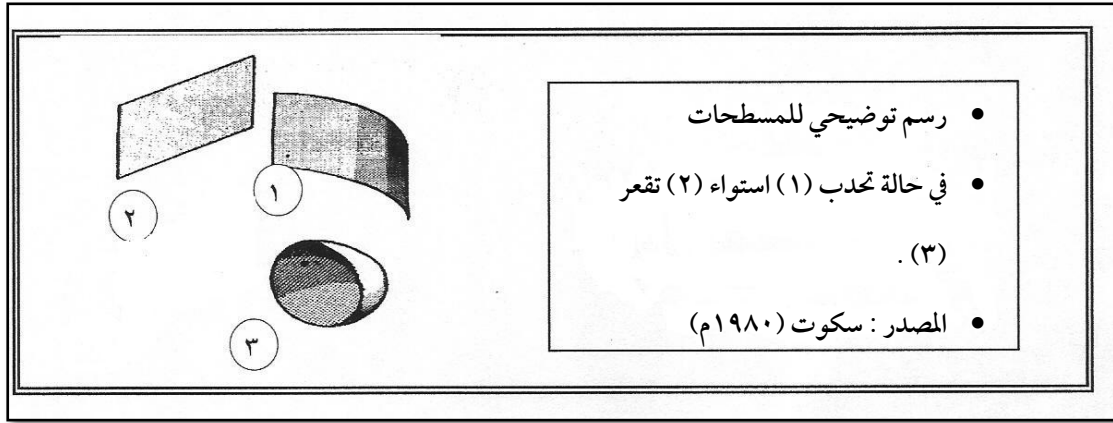 • رسم توضيحي للمسطحات
• في حالة تحدب (١) استواء (٢) تقعر
(٣) .
• المصدر : سكوت (١٩٨٠م)
١
٢
٣